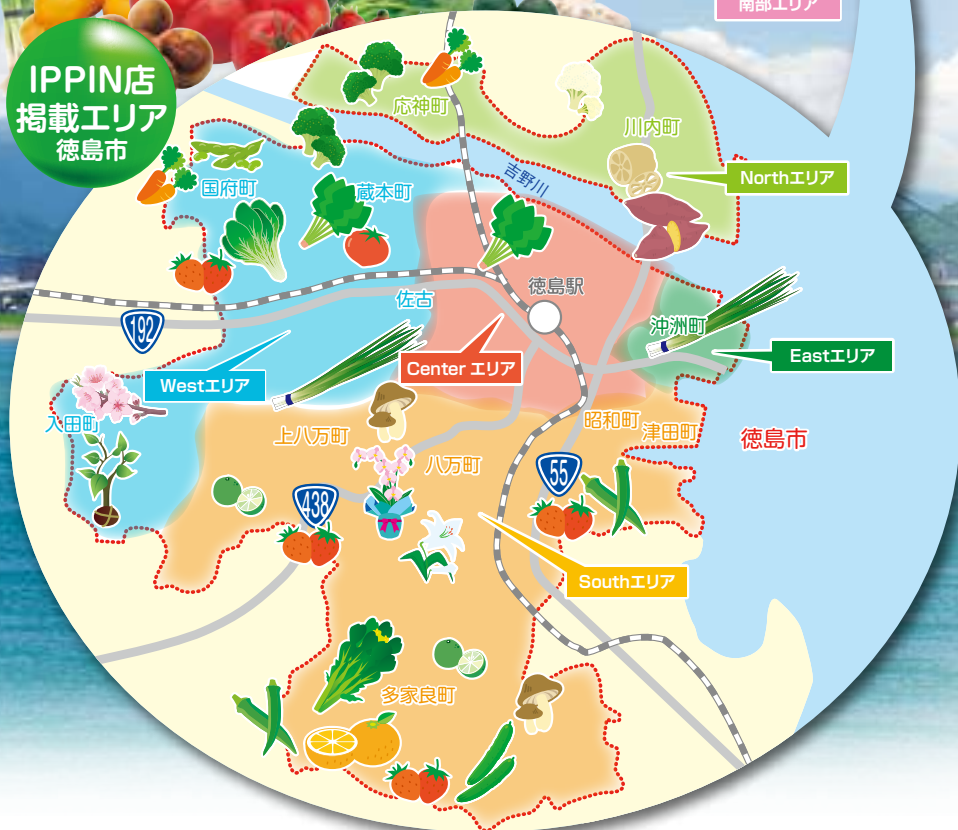 南部エリア
IPPIN店
掲載エリア
徳島市
応神町
川内町
吉野川
Northエリア
国府町
蔵本町
佐古
徳島駅
沖洲町
192
Westエリア
Center エリア
Eastエリア
入田町
上八万町
八万町
昭和町
津田町
徳島市
438
55
Southエリア
多家良町